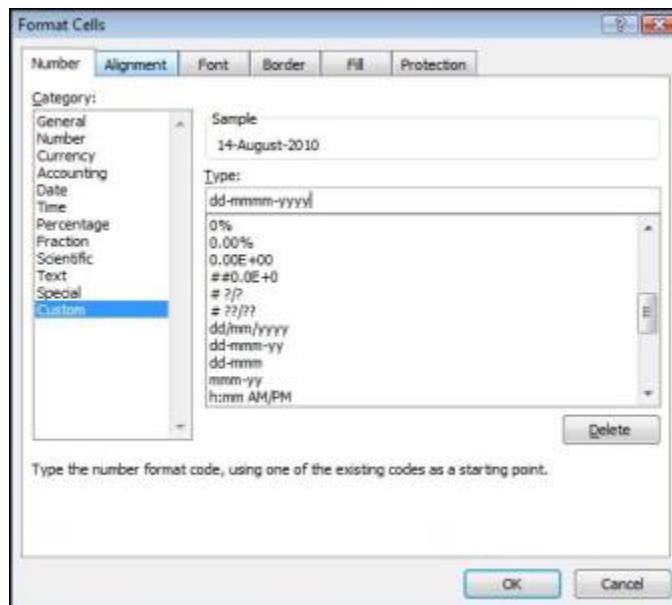 Format Cells
Number Alignment Font Border Fill Protection
Category:
General
Number
Currency
Accounting
Date
Time
Percentage
Fraction
Scientific
Text
Special
Custom
Sample
14-August-2010
Type:
dd-mmmm-yyyy
0%
0.00%
0.00E+00
##0.0E+0
# ?/?
# ??/??
dd/mm/yyyy
dd-mmm-yy
dd-mmm
mmm-yy
h:mm AM/PM
Delete
Type the number format code, using one of the existing codes as a starting point.
OK Cancel